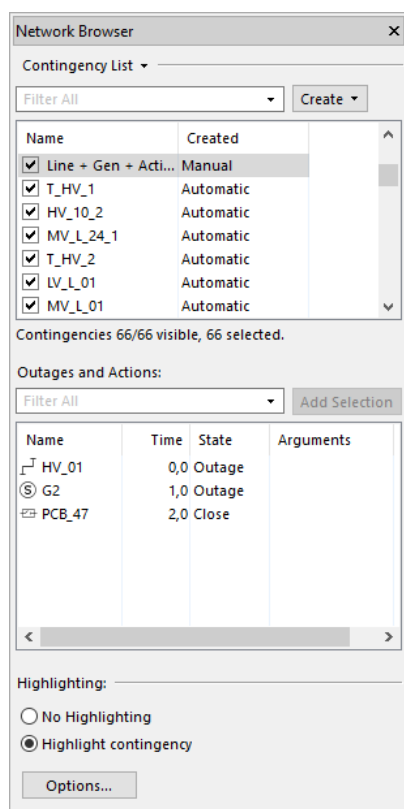 Network Browser
Contingency List
Filter All
Create
Name Created
Line + Gen + Acti... Manual
T_HV_1 Automatic
HV_10_2 Automatic
MV_L_24_1 Automatic
T_HV_2 Automatic
LV_L_01 Automatic
MV_L_01 Automatic
Contingencies 66/66 visible, 66 selected.
Outages and Actions:
Filter All
Add Selection
Name Time State Arguments
HV_01 0,0 Outage
S G2 1,0 Outage
PCB_47 2,0 Close
Highlighting:
No Highlighting
Highlight contingency
Options...